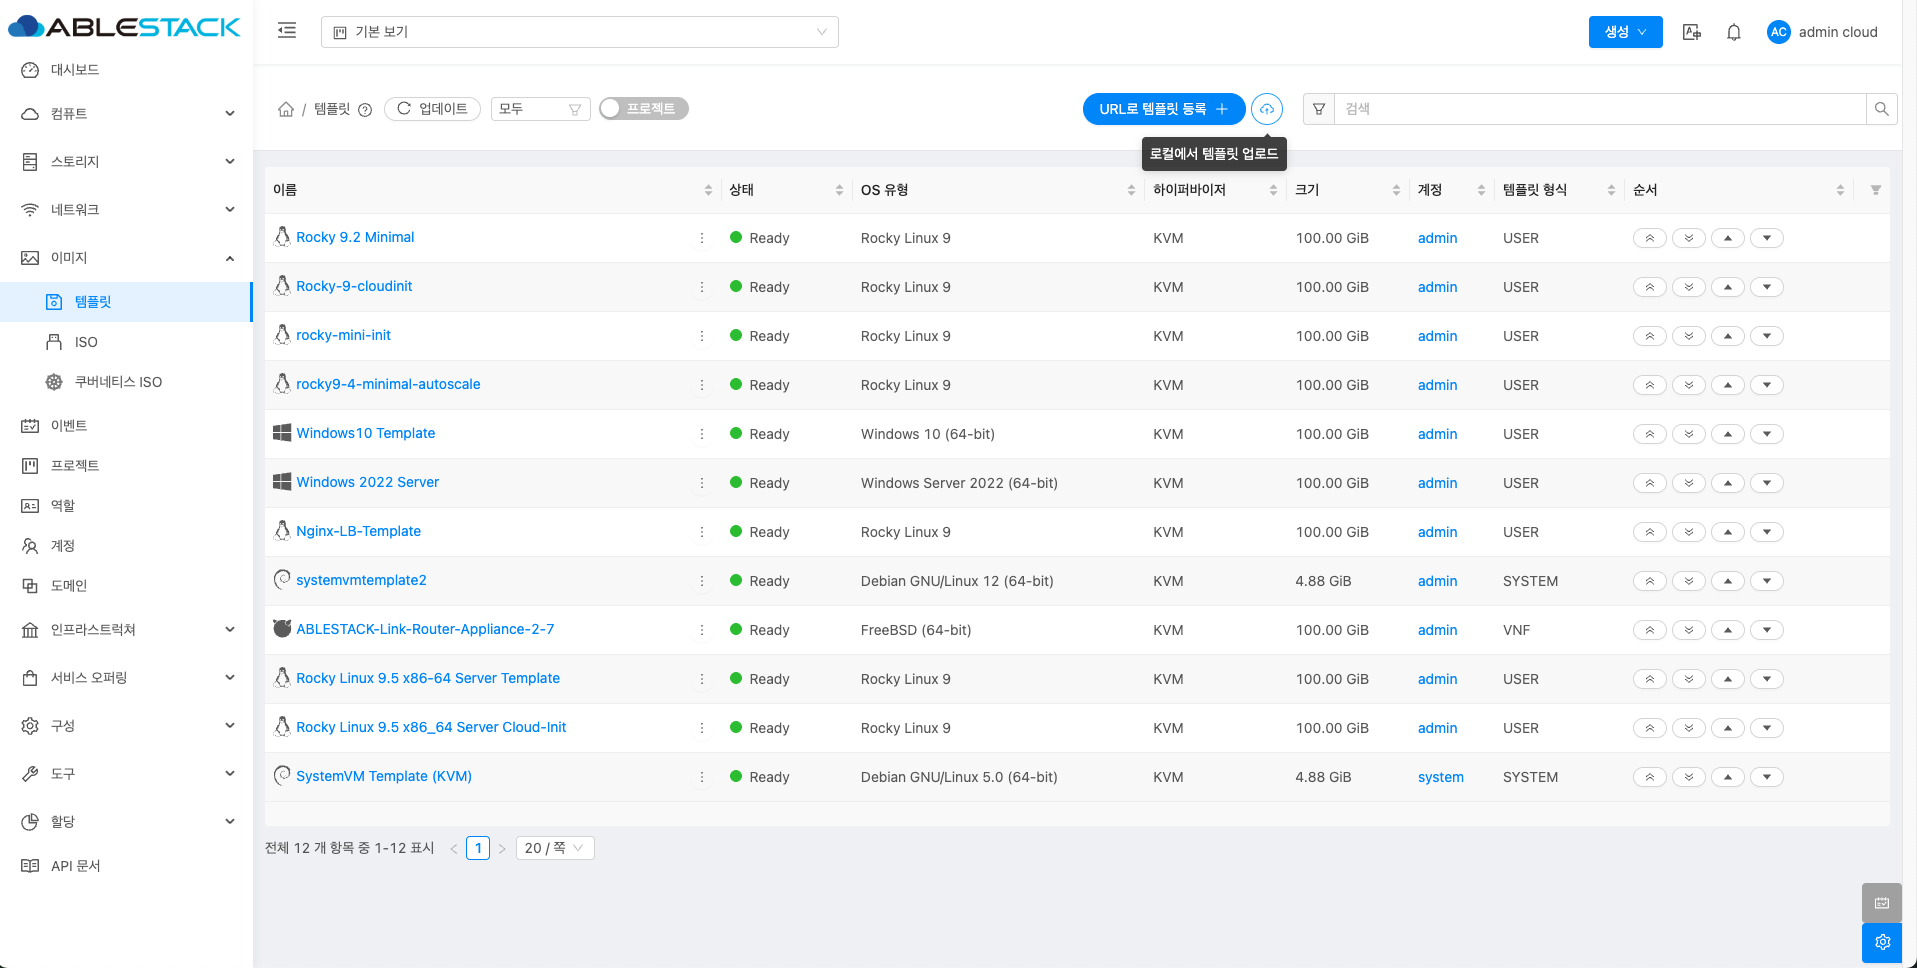 ABLESTACK
기본 보기
생성
AC admin cloud
대시보드
컴퓨트
스토리지
네트워크
이미지
템플릿
ISO
쿠버네티스 ISO
이벤트
프로젝트
역할
계정
도메인
인프라스트럭쳐
서비스 오퍼링
구성
도구
할당
API 문서
/ 템플릿 업데이트 모두 프로젝트 URL로 템플릿 등록 검색
로컬에서 템플릿 업로드
이름 상태 OS 유형 하이퍼바이저 크기 계정 템플릿 형식 순서
Rocky 9.2 Minimal Ready Rocky Linux 9 KVM 100.00 GiB admin USER
Rocky-9-cloudinit Ready Rocky Linux 9 KVM 100.00 GiB admin USER
rocky-mini-init Ready Rocky Linux 9 KVM 100.00 GiB admin USER
rocky9-4-minimal-autoscale Ready Rocky Linux 9 KVM 100.00 GiB admin USER
Windows10 Template Ready Windows 10 (64-bit) KVM 100.00 GiB admin USER
Windows 2022 Server Ready Windows Server 2022 (64-bit) KVM 100.00 GiB admin USER
Nginx-LB-Template Ready Rocky Linux 9 KVM 100.00 GiB admin USER
systemvmtemplate2 Ready Debian GNU/Linux 12 (64-bit) KVM 4.88 GiB admin SYSTEM
ABLESTACK-Link-Router-Appliance-2-7 Ready FreeBSD (64-bit) KVM 100.00 GiB admin VNF
Rocky Linux 9.5 x86-64 Server Template Ready Rocky Linux 9 KVM 100.00 GiB admin USER
Rocky Linux 9.5 x86_64 Server Cloud-Init Ready Rocky Linux 9 KVM 100.00 GiB admin USER
SystemVM Template (KVM) Ready Debian GNU/Linux 5.0 (64-bit) KVM 4.88 GiB system SYSTEM
전체 12 개 항목 중 1-12 표시 < 1 > 20 / 쪽